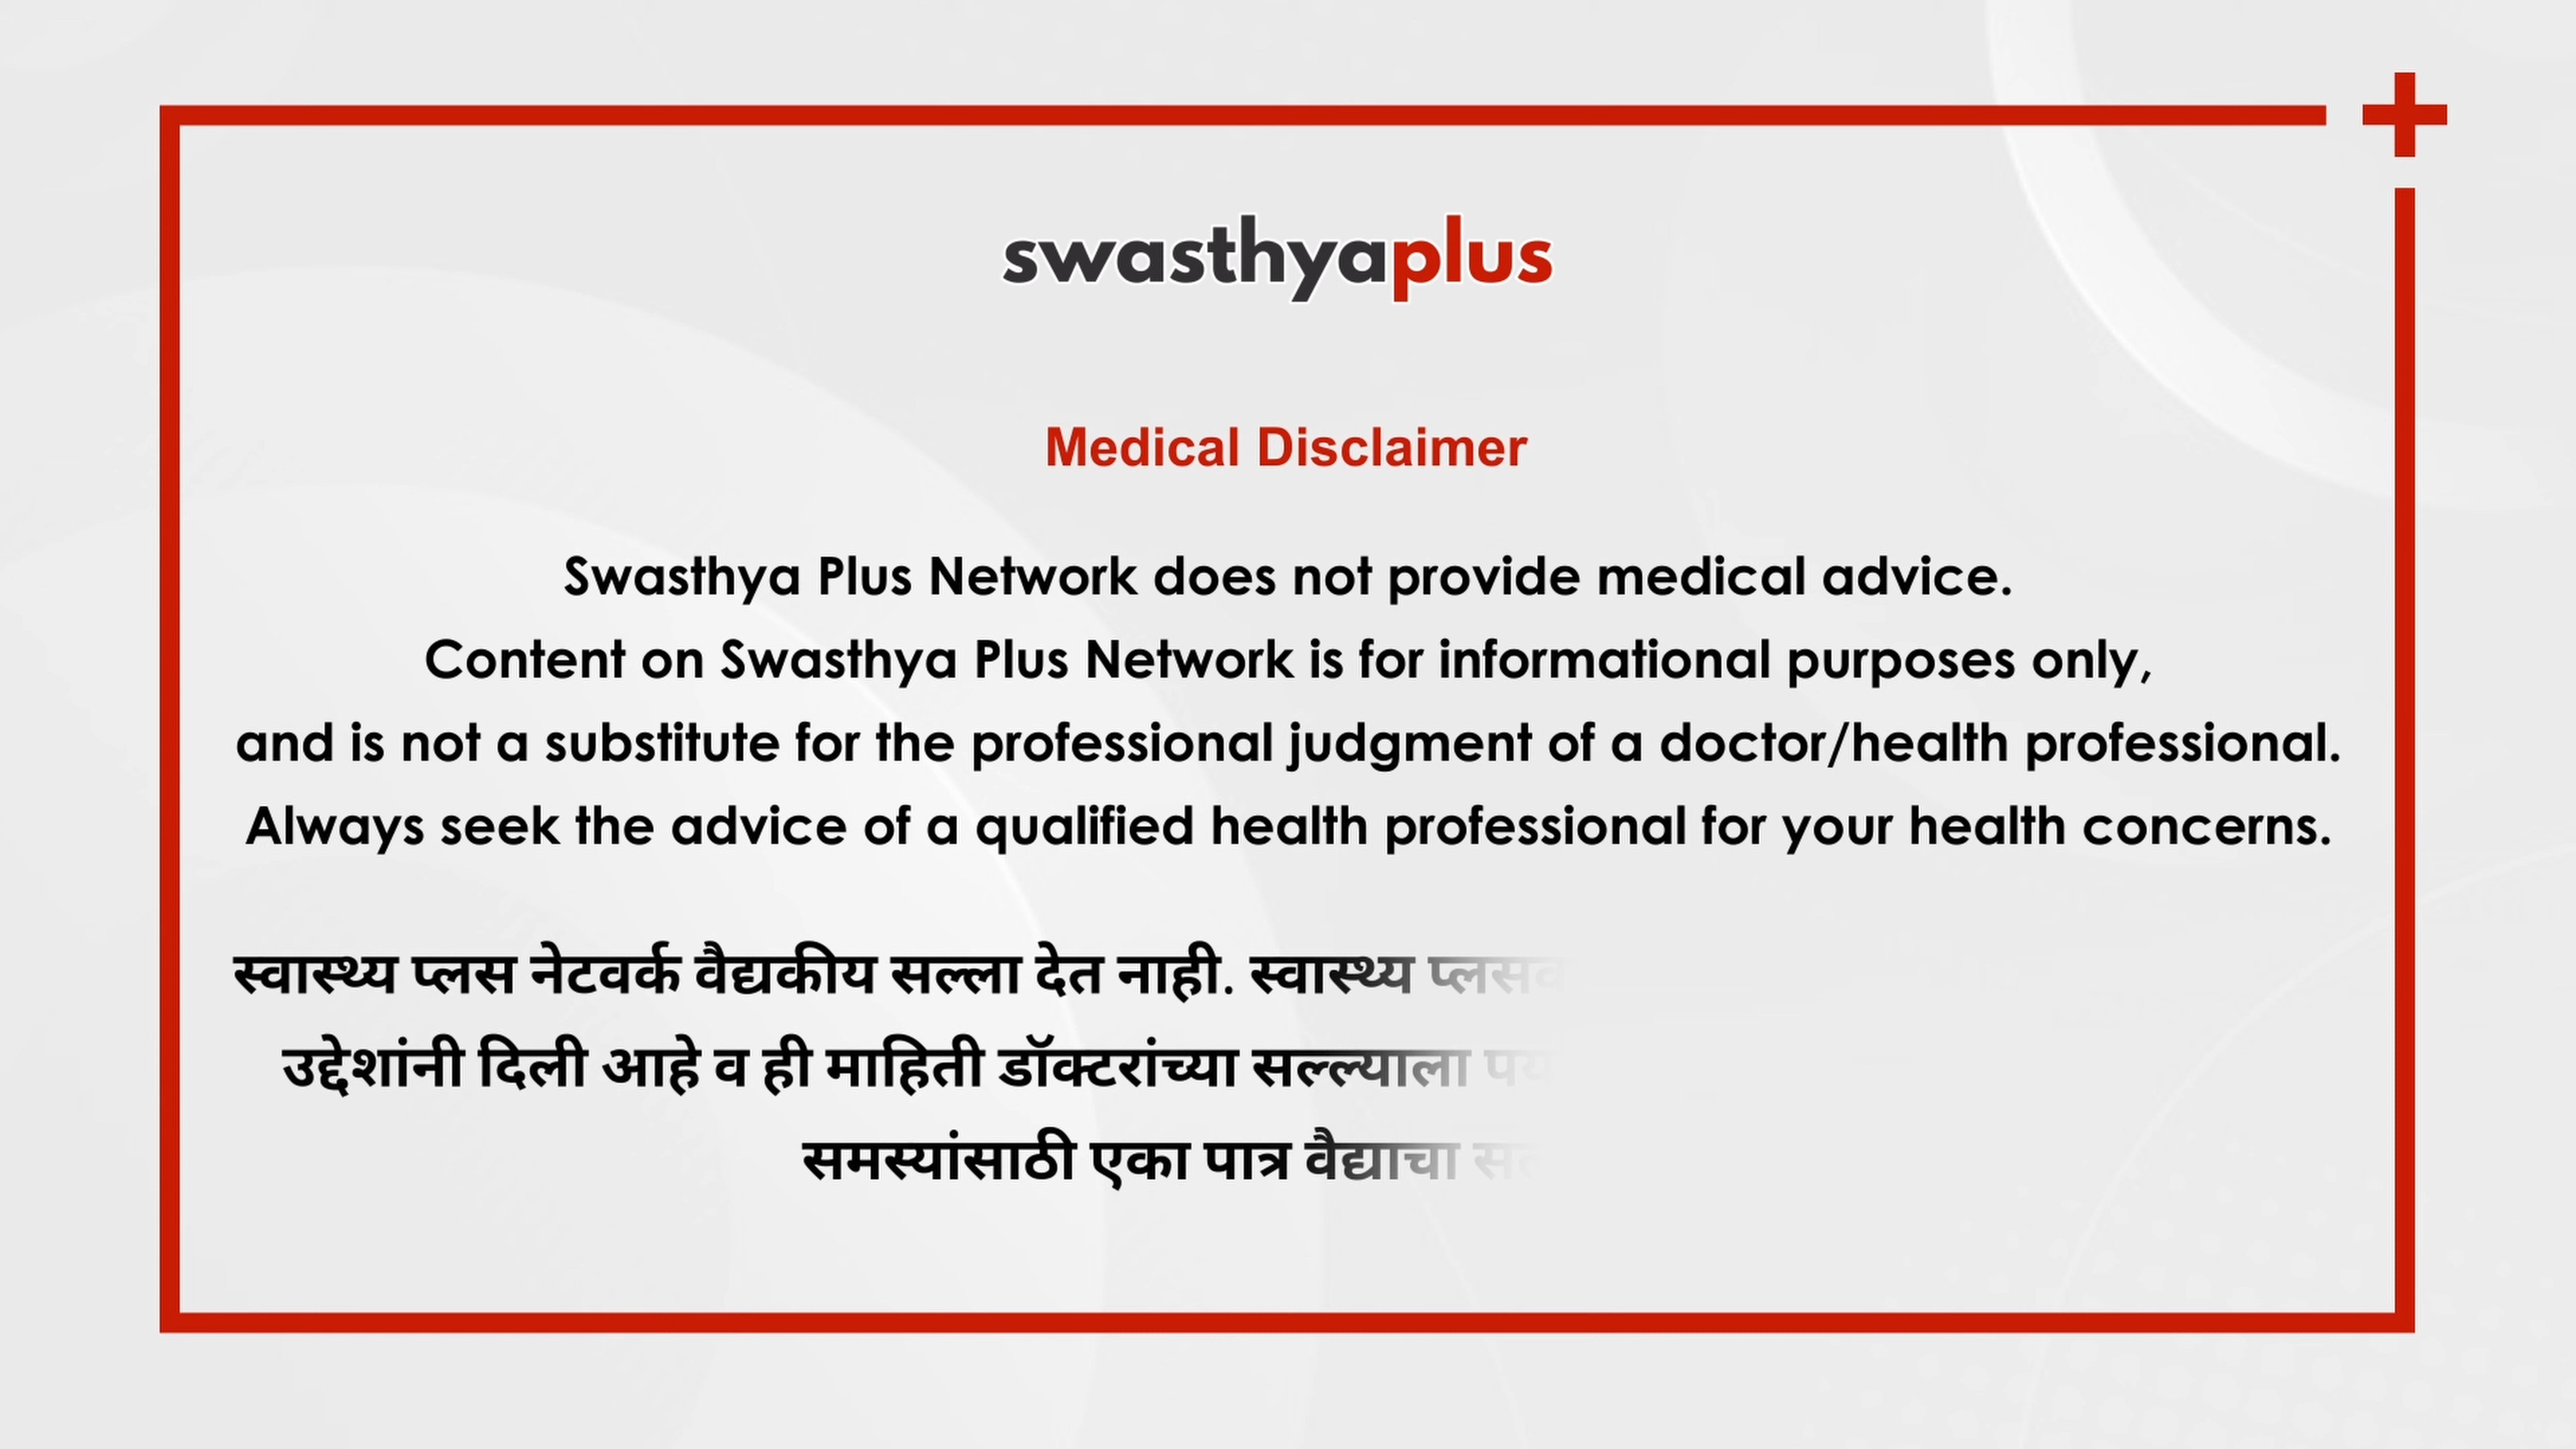 swasthyaplus
Medical Disclaimer
Swasthya Plus Network does not provide medical advice.
Content on Swasthya Plus Network is for informational purposes only,
and is not a substitute for the professional judgment of a doctor/health professional.
Always seek the advice of a qualified health professional for your health concerns.
स्वास्थ्य प्लस नेटवर्क वैद्यकीय सल्ला देत नाही. स्वास्थ्य
उद्देशांनी दिली आहे व ही माहिती डॉक्टरांच्या सल्ल्याला
समस्यांसाठी एका पात्र वैद्याचा